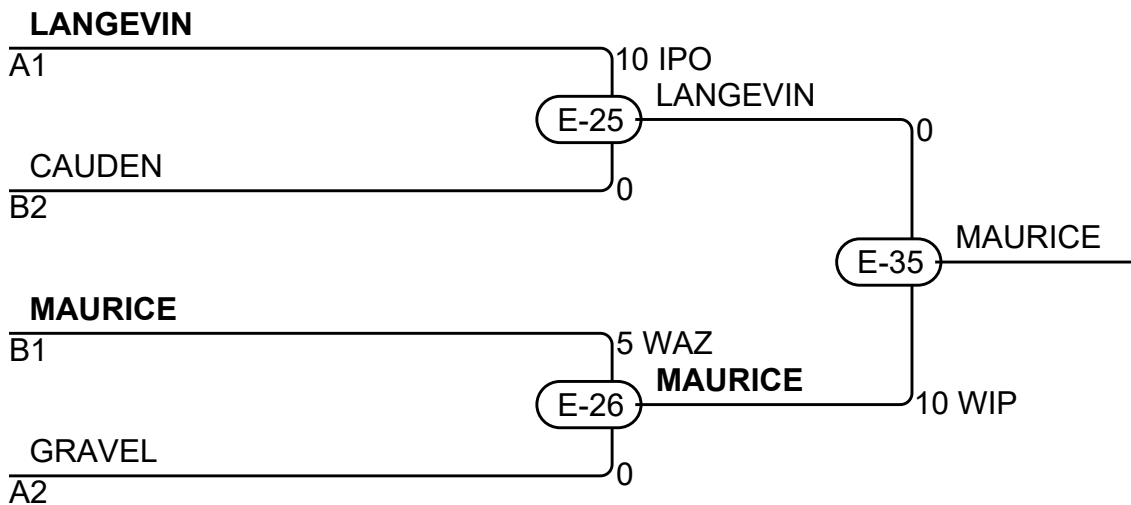 LANGEVIN
A1
10 IPO
E-25
LANGEVIN
0
CAUDEN
B2
0
E-35
MAURICE
MAURICE
B1
5 WAZ
E-26
MAURICE
10 WIP
GRAVEL
A2
0